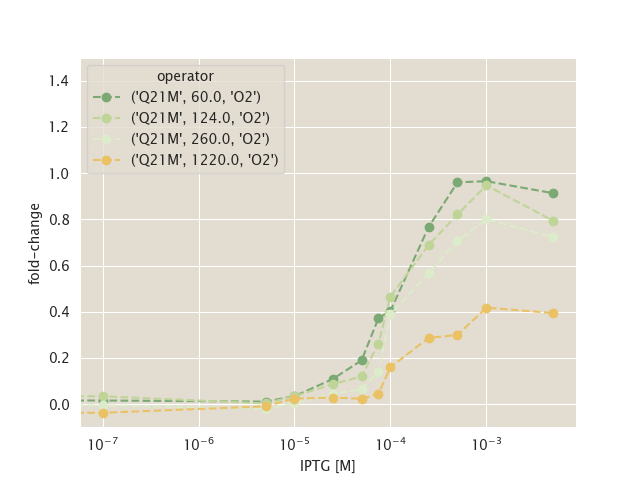 operator
('Q21M', 60.0, 'O2')
('Q21M', 124.0, 'O2')
('Q21M', 260.0, 'O2')
('Q21M', 1220.0, 'O2')
1.4
1.2
1.0
0.8
0.6
0.4
0.2
0.0
fold-change
10⁻⁷ 10⁻⁶ 10⁻⁵ 10⁻⁴ 10⁻³
IPTG [M]